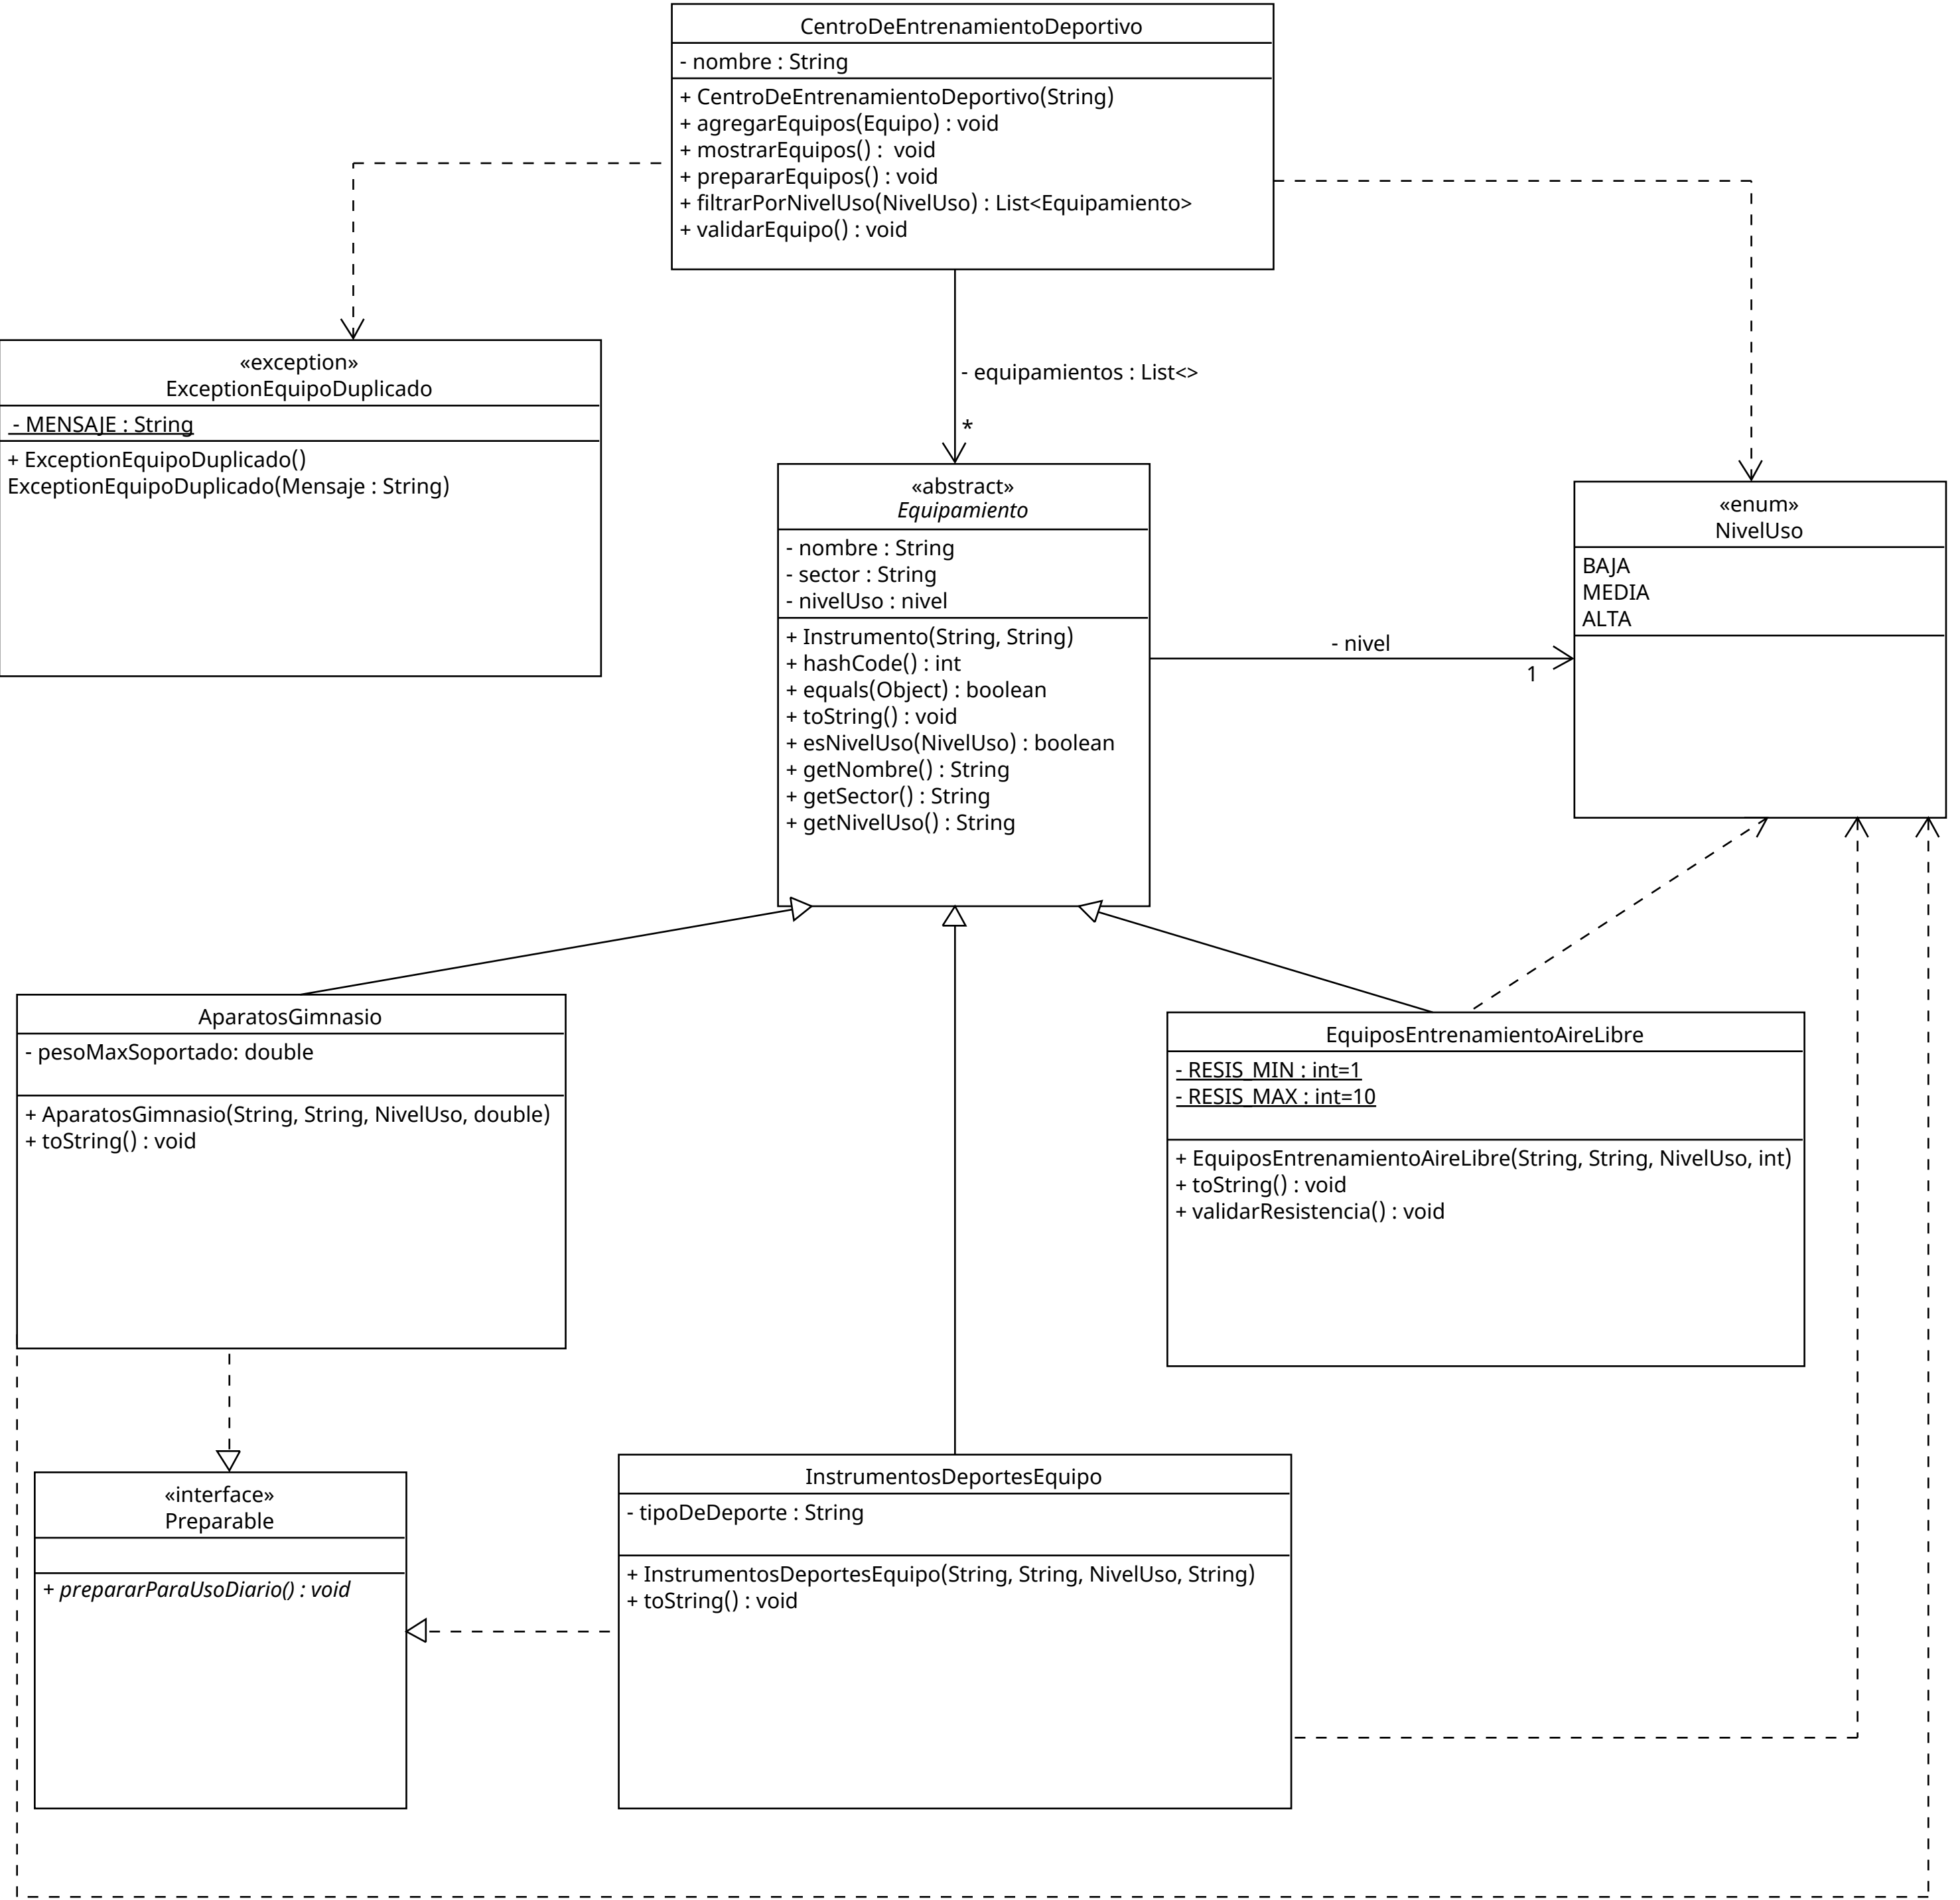 CentroDeEntrenamientoDeportivo
- nombre : String
+ CentroDeEntrenamientoDeportivo(String)
+ agregarEquipos(Equipo) : void
+ mostrarEquipos() :  void
+ prepararEquipos() : void
+ filtrarPorNivelUso(NivelUso) : List<Equipamiento>
+ validarEquipo() : void
«exception»
ExceptionEquipoDuplicado
- MENSAJE : String
+ ExceptionEquipoDuplicado()
ExceptionEquipoDuplicado(Mensaje : String)
- equipamientos : List<>
*
«abstract»
Equipamiento
- nombre : String
- sector : String
- nivelUso : nivel
+ Instrumento(String, String)
+ hashCode() : int
+ equals(Object) : boolean
+ toString() : void
+ esNivelUso(NivelUso) : boolean
+ getNombre() : String
+ getSector() : String
+ getNivelUso() : String
- nivel
1
«enum»
NivelUso
BAJA
MEDIA
ALTA
AparatosGimnasio
- pesoMaxSoportado: double
+ AparatosGimnasio(String, String, NivelUso, double)
+ toString() : void
EquiposEntrenamientoAireLibre
- RESIS_MIN : int=1
- RESIS_MAX : int=10
+ EquiposEntrenamientoAireLibre(String, String, NivelUso, int)
+ toString() : void
+ validarResistencia() : void
«interface»
Preparable
+ prepararParaUsoDiario() : void
InstrumentosDeportesEquipo
- tipoDeDeporte : String
+ InstrumentosDeportesEquipo(String, String, NivelUso, String)
+ toString() : void